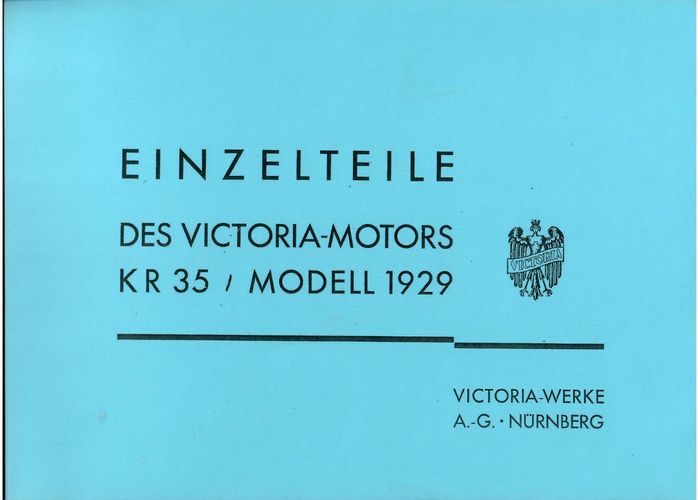 EINZELTEILE
DES VICTORIA-MOTORS
KR 35 / MODELL 1929
VICTORIA
VICTORIA-WERKE
A.-G. · NÜRNBERG